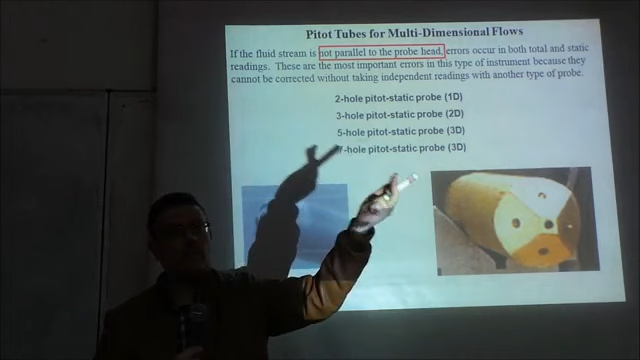 Pitot Tubes for Multi-Dimensional Flows
If the fluid stream is not parallel to the probe head, errors occur in both total and static
readings. These are the most important errors in this type of instrument because they
cannot be corrected without taking independent readings with another type of probe.
2-hole pitot-static probe (1D)
3-hole pitot-static probe (2D)
5-hole pitot-static probe (3D)
-hole pitot-static probe (3D)